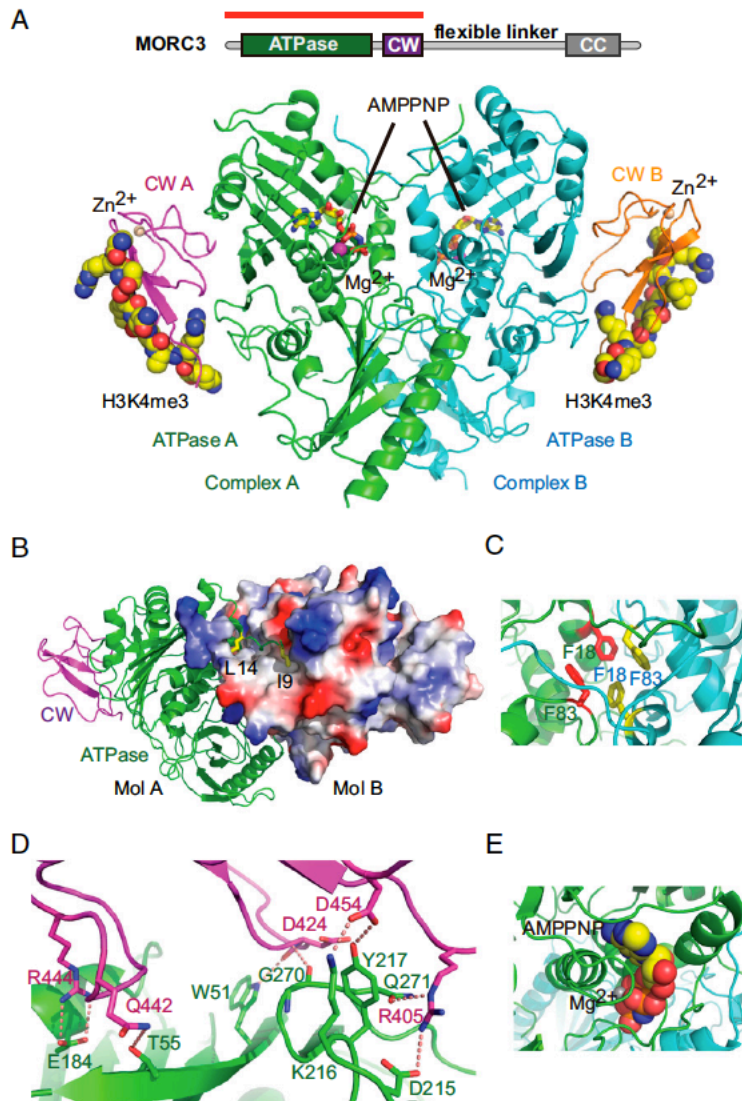 A
flexible linker
MORC3 ATPase CW CC
AMPPNP
CW A
Zn2+
CW B
Zn2+
Mg2+ Mg2+
H3K4me3 H3K4me3
ATPase A ATPase B
Complex A Complex B
B
L14 I9
CW
ATPase
Mol A Mol B
C
F18
F18 F83
F83
D
D454
D424
R444 G270 Y217
W51 Q271
Q442 R405
T55
E184
K216
D215
E
AMPPNP
Mg2+